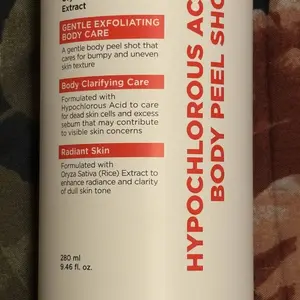 Extract
GENTLE EXFOLIATING
BODY CARE
A gentle body peel shot that
cares for bumpy and uneven
skin texture
Body Clarifying Care
Formulated with
Hypochlorous Acid to care
for dead skin cells and excess
sebum that may contribute
to visible skin concerns
Radiant Skin
Formulated with
Oryza Sativa (Rice) Extract to
enhance radiance and clarity
of dull skin tone
280 ml
9.46 fl. oz.
HYPOCHLOROUS AC
BODY PEEL SHO